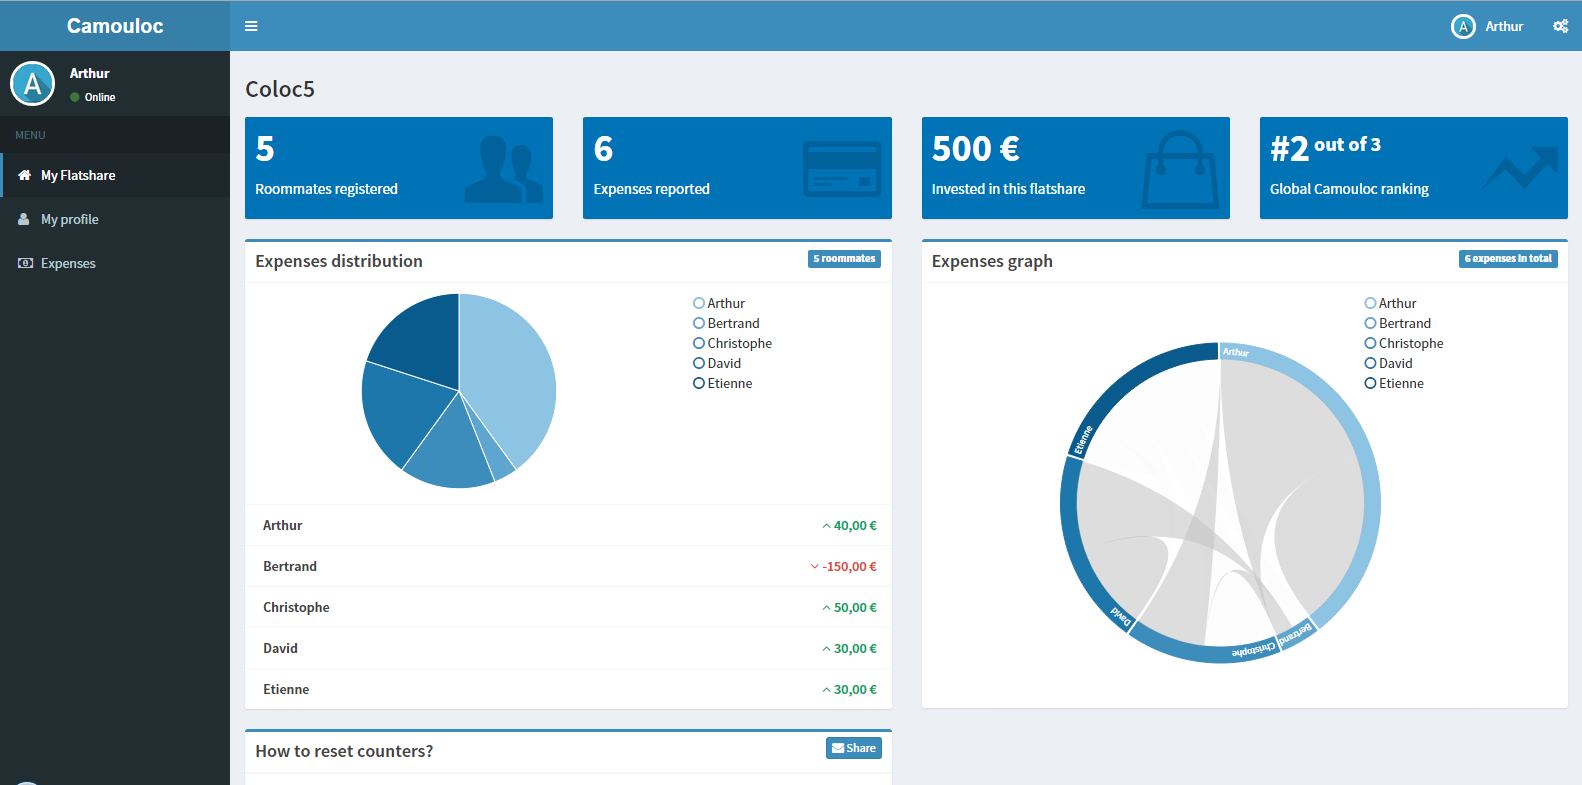 Camouloc
Arthur
Arthur
Online
MENU
My Flatshare
My profile
Expenses
Coloc5
5
Roommates registered
6
Expenses reported
500 €
Invested in this flatshare
#2 out of 3
Global Camouloc ranking
Expenses distribution
5 roommates
Arthur
Bertrand
Christophe
David
Etienne
Arthur 40,00 €
Bertrand -150,00 €
Christophe 50,00 €
David 30,00 €
Etienne 30,00 €
Expenses graph
6 expenses in total
Arthur
Bertrand
Christophe
David
Etienne
Arthur
Etienne
David
Christophe
Bertrand
How to reset counters?
Share